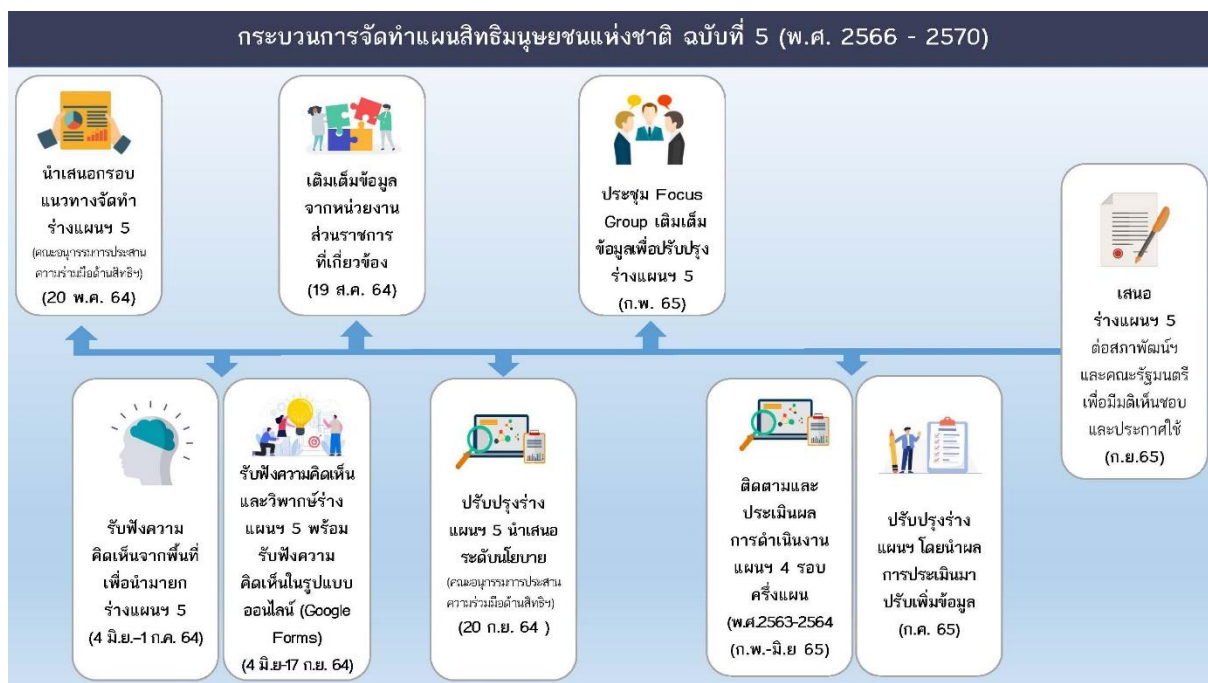 กระบวนการจัดทำแผนสิทธิมนุษยชนแห่งชาติ ฉบับที่ 5 (พ.ศ. 2566 - 2570)
นำเสนอกรอบ
แนวทางจัดทำ
ร่างแผนฯ 5
(คณะอนุกรรมการประสาน
ความร่วมมือด้านสิทธิฯ)
(20 พ.ค. 64)
เติมเต็มข้อมูล
จากหน่วยงาน
ส่วนราชการ
ที่เกี่ยวข้อง
(19 ส.ค. 64)
ประชุม Focus
Group เติมเต็ม
ข้อมูลเพื่อปรับปรุง
ร่างแผนฯ 5
(ก.พ. 65)
เสนอ
ร่างแผนฯ 5
ต่อสภาพัฒน์ฯ
และคณะรัฐมนตรี
เพื่อมีมติเห็นชอบ
และประกาศใช้
(ก.ย.65)
รับฟังความ
คิดเห็นจากพื้นที่
เพื่อนำมายก
ร่างแผนฯ 5
(4 มิ.ย.–1 ก.ค. 64)
รับฟังความคิดเห็น
และวิพากษ์ร่าง
แผนฯ 5 พร้อม
รับฟังความ
คิดเห็นในรูปแบบ
ออนไลน์ (Google
Forms)
(4 มิ.ย-17 ก.ย. 64)
ปรับปรุงร่าง
แผนฯ 5 นำเสนอ
ระดับนโยบาย
(คณะอนุกรรมการประสาน
ความร่วมมือด้านสิทธิฯ)
(20 ก.ย. 64 )
ติดตามและ
ประเมินผล
การดำเนินงาน
แผนฯ 4 รอบ
ครึ่งแผน
(พ.ศ.2563-2564
(ก.พ.-มิ.ย 65)
ปรับปรุงร่าง
แผนฯ โดยนำผล
การประเมินมา
ปรับเพิ่มข้อมูล
(ก.ค. 65)